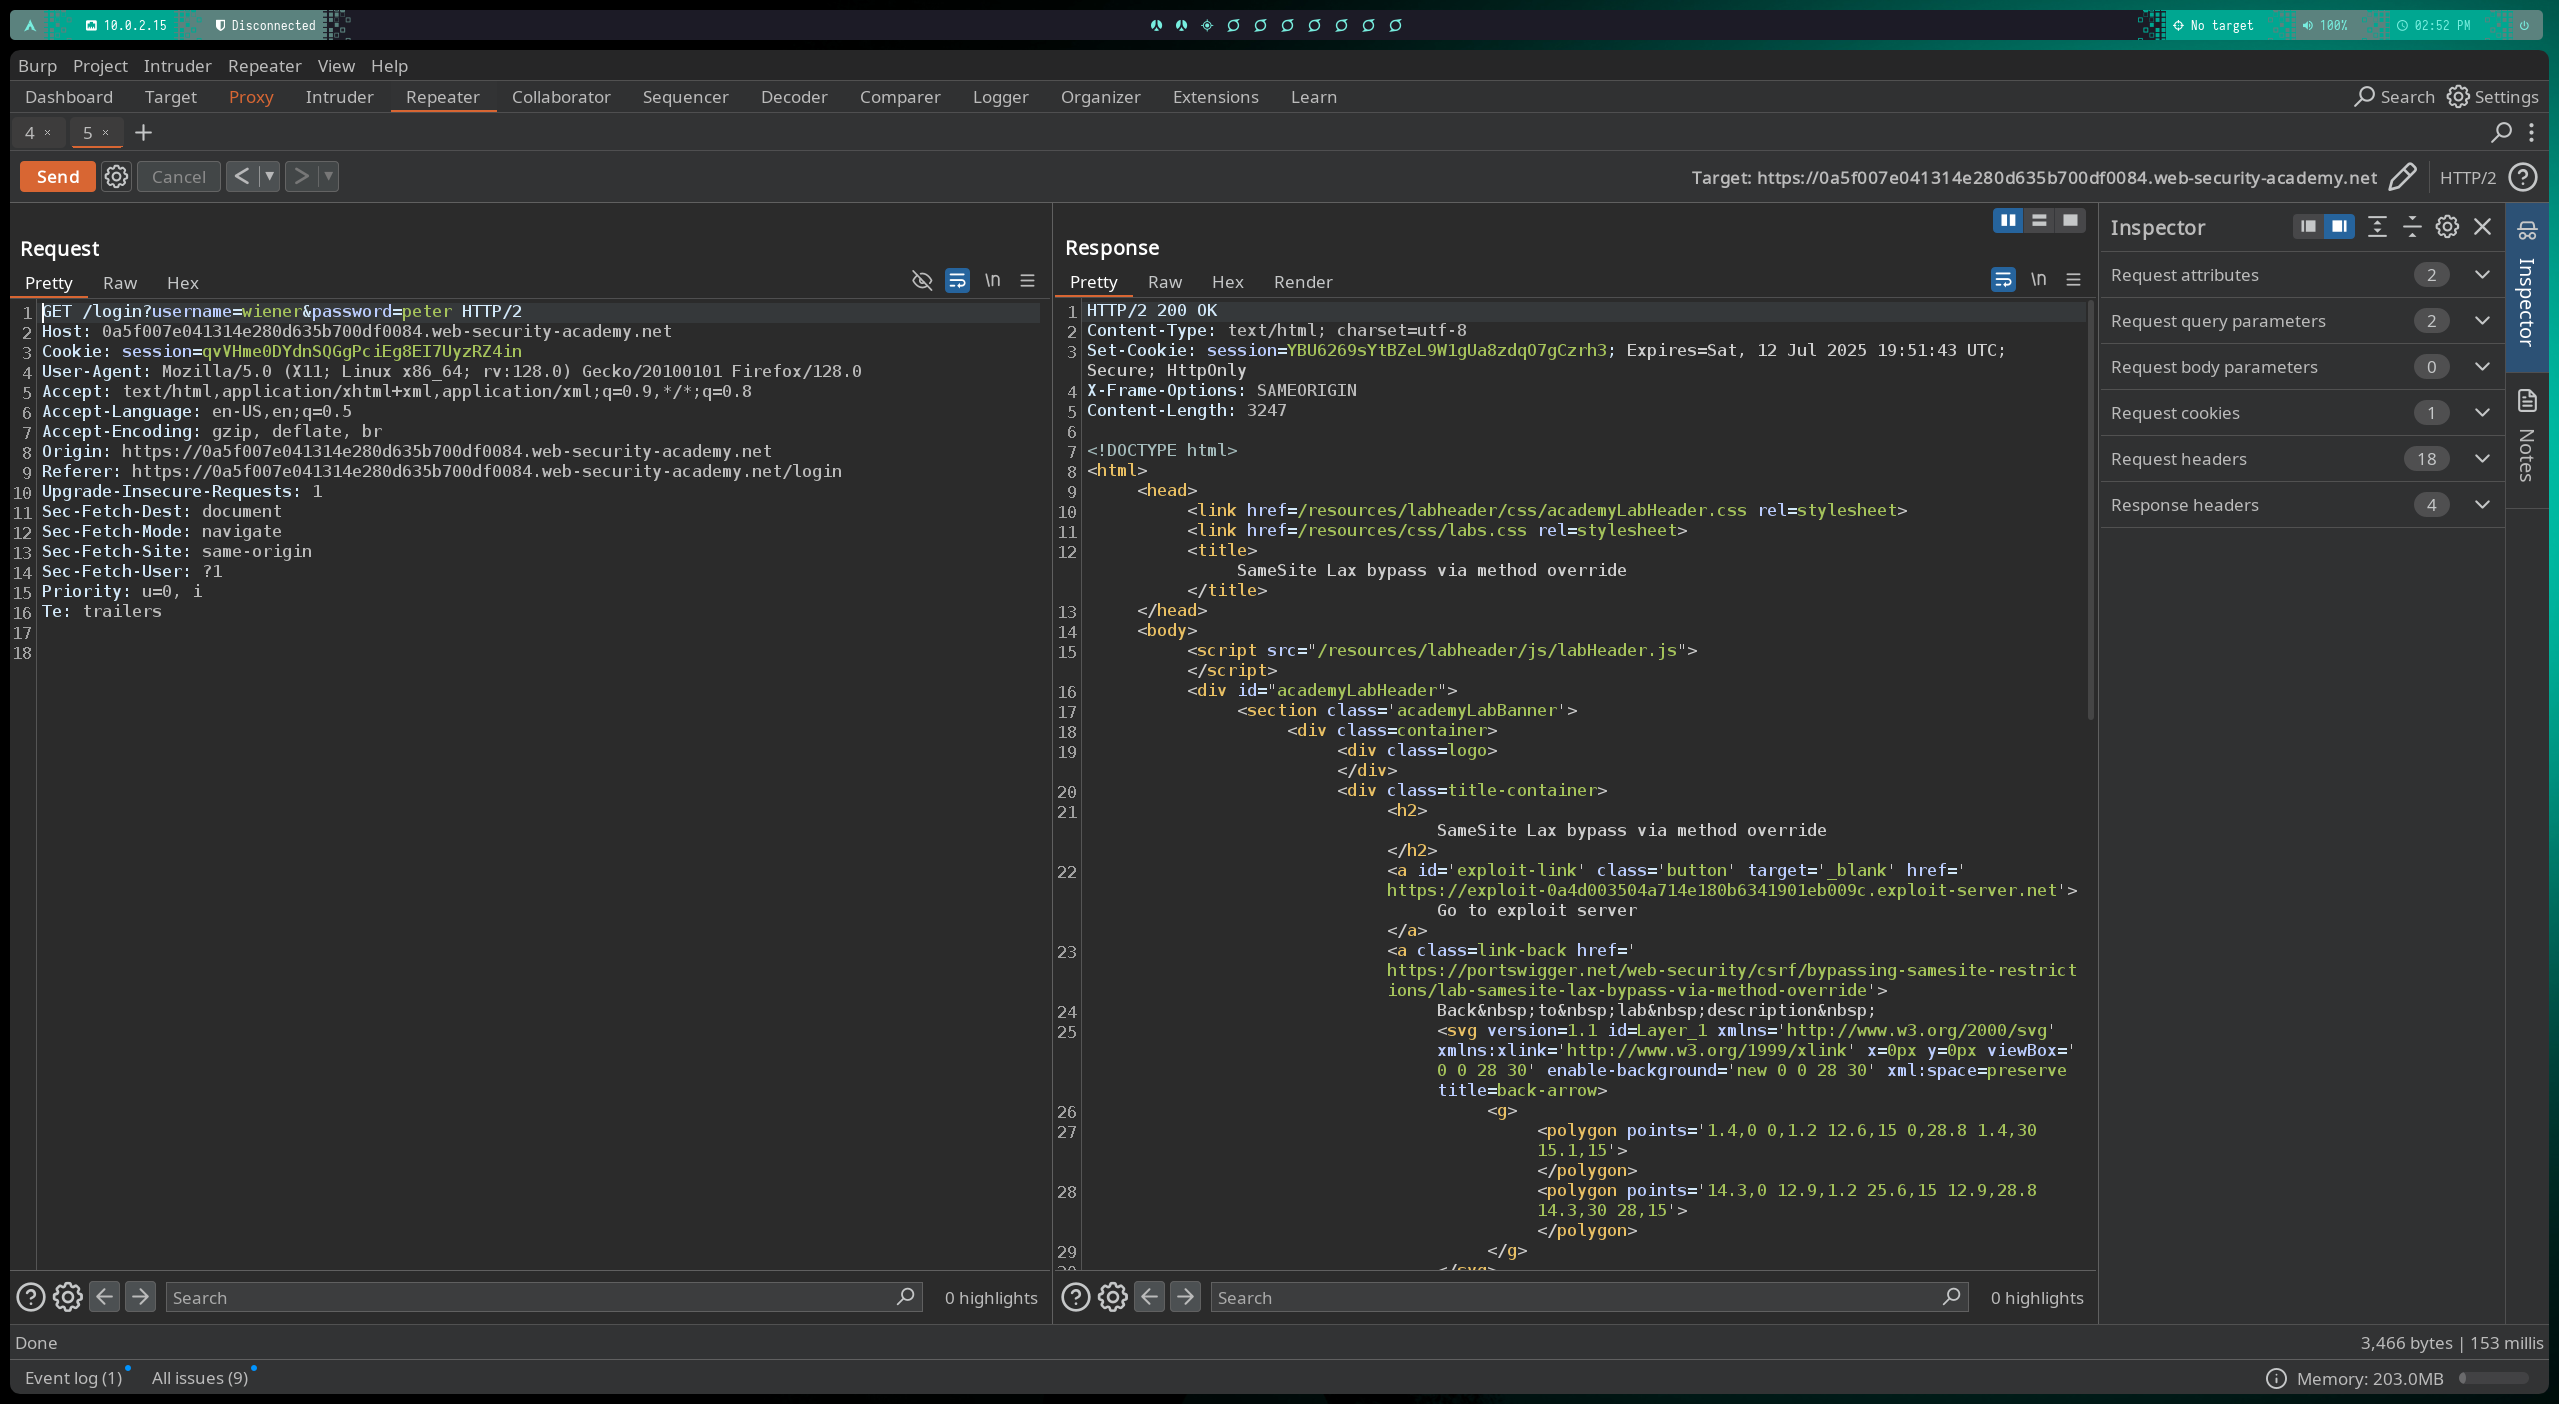 10.0.2.15
Disconnected
No target
100%
02:52 PM
Burp Project Intruder Repeater View Help
Dashboard Target Proxy Intruder Repeater Collaborator Sequencer Decoder Comparer Logger Organizer Extensions Learn
Search Settings
4 × 5 × +
Send Cancel < ▼ > ▼
Target: https://0a5f007e041314e280d635b700df0084.web-security-academy.net
HTTP/2
Request
Pretty Raw Hex
\n
1 GET /login?username=wiener&password=peter HTTP/2
2 Host: 0a5f007e041314e280d635b700df0084.web-security-academy.net
3 Cookie: session=qvVHme0DYdnSQGgPciEg8EI7UyzRZ4in
4 User-Agent: Mozilla/5.0 (X11; Linux x86_64; rv:128.0) Gecko/20100101 Firefox/128.0
5 Accept: text/html,application/xhtml+xml,application/xml;q=0.9,*/*;q=0.8
6 Accept-Language: en-US,en;q=0.5
7 Accept-Encoding: gzip, deflate, br
8 Origin: https://0a5f007e041314e280d635b700df0084.web-security-academy.net
9 Referer: https://0a5f007e041314e280d635b700df0084.web-security-academy.net/login
10 Upgrade-Insecure-Requests: 1
11 Sec-Fetch-Dest: document
12 Sec-Fetch-Mode: navigate
13 Sec-Fetch-Site: same-origin
14 Sec-Fetch-User: ?1
15 Priority: u=0, i
16 Te: trailers
17
18
Search
0 highlights
Response
Pretty Raw Hex Render
\n
1 HTTP/2 200 OK
2 Content-Type: text/html; charset=utf-8
3 Set-Cookie: session=YBU6269sYtBZeL9W1gUa8zdqO7gCzrh3; Expires=Sat, 12 Jul 2025 19:51:43 UTC;
Secure; HttpOnly
4 X-Frame-Options: SAMEORIGIN
5 Content-Length: 3247
6
7 <!DOCTYPE html>
8 <html>
9 <head>
10 <link href=/resources/labheader/css/academyLabHeader.css rel=stylesheet>
11 <link href=/resources/css/labs.css rel=stylesheet>
12 <title>
SameSite Lax bypass via method override
</title>
13 </head>
14 <body>
15 <script src="/resources/labheader/js/labHeader.js">
</script>
16 <div id="academyLabHeader">
17 <section class='academyLabBanner'>
18 <div class=container>
19 <div class=logo>
</div>
20 <div class=title-container>
21 <h2>
SameSite Lax bypass via method override
</h2>
22 <a id='exploit-link' class='button' target='_blank' href='
https://exploit-0a4d003504a714e180b6341901eb009c.exploit-server.net'>
Go to exploit server
</a>
23 <a class=link-back href='
https://portswigger.net/web-security/csrf/bypassing-samesite-restrict
ions/lab-samesite-lax-bypass-via-method-override'>
24 Back&nbsp;to&nbsp;lab&nbsp;description&nbsp;
25 <svg version=1.1 id=Layer_1 xmlns='http://www.w3.org/2000/svg'
xmlns:xlink='http://www.w3.org/1999/xlink' x=0px y=0px viewBox='
0 0 28 30' enable-background='new 0 0 28 30' xml:space=preserve
title=back-arrow>
26 <g>
27 <polygon points='1.4,0 0,1.2 12.6,15 0,28.8 1.4,30
15.1,15'>
</polygon>
28 <polygon points='14.3,0 12.9,1.2 25.6,15 12.9,28.8
14.3,30 28,15'>
</polygon>
29 </g>
</svg>
Search
0 highlights
Inspector
Request attributes 2
Request query parameters 2
Request body parameters 0
Request cookies 1
Request headers 18
Response headers 4
Inspector
Notes
Done
3,466 bytes | 153 millis
Event log (1) All issues (9)
Memory: 203.0MB